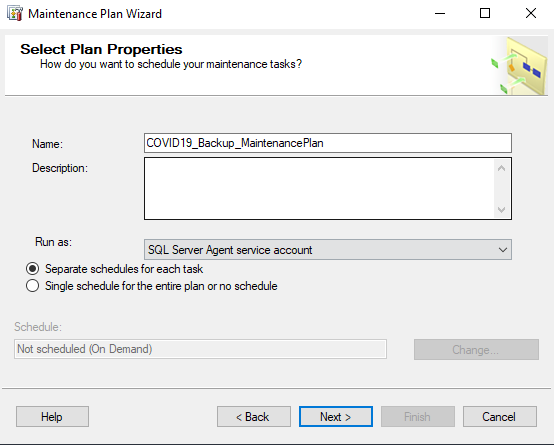 Maintenance Plan Wizard
Select Plan Properties
How do you want to schedule your maintenance tasks?
Name:
COVID19_Backup_MaintenancePlan
Description:
Run as:
SQL Server Agent service account
Separate schedules for each task
Single schedule for the entire plan or no schedule
Schedule:
Not scheduled (On Demand)
Change...
Help
< Back
Next >
Finish
Cancel